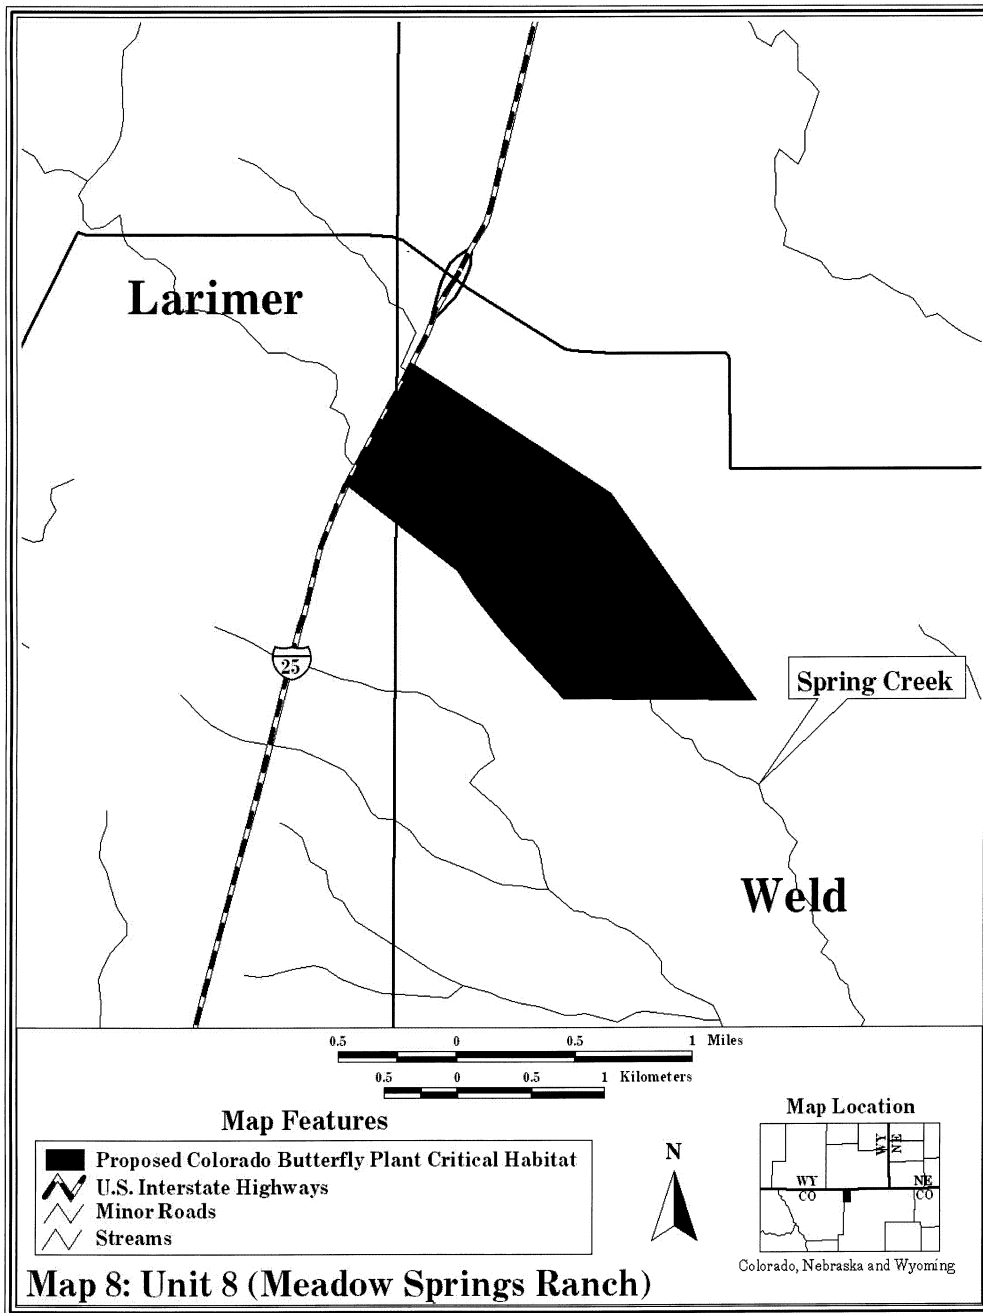 Larimer
25
Spring Creek
Weld
0.5 0 0.5 1 Miles
0.5 0 0.5 1 Kilometers
Map Features
Proposed Colorado Butterfly Plant Critical Habitat
U.S. Interstate Highways
Minor Roads
Streams
N
Map Location
WY NE
WY NE
CO CO
Colorado, Nebraska and Wyoming
Map 8: Unit 8 (Meadow Springs Ranch)